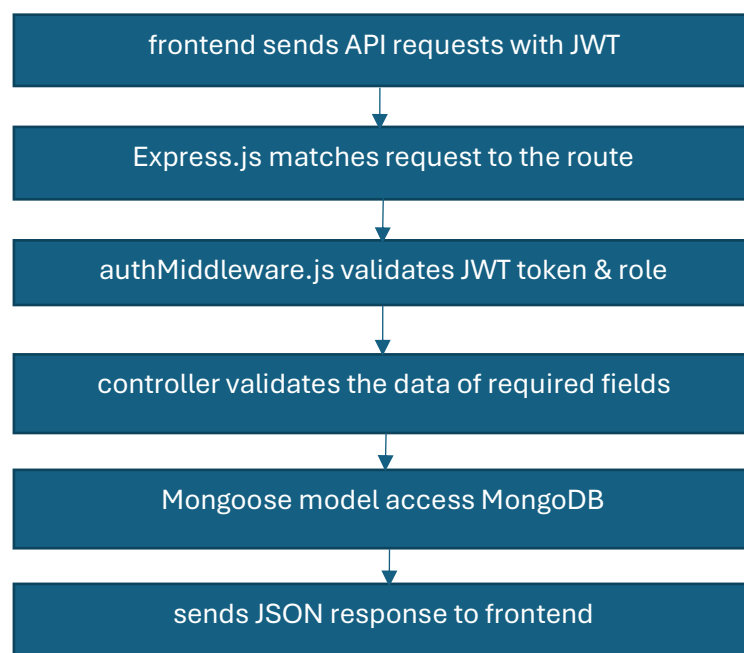 frontend sends API requests with JWT
Express.js matches request to the route
authMiddleware.js validates JWT token & role
controller validates the data of required fields
Mongoose model access MongoDB
sends JSON response to frontend